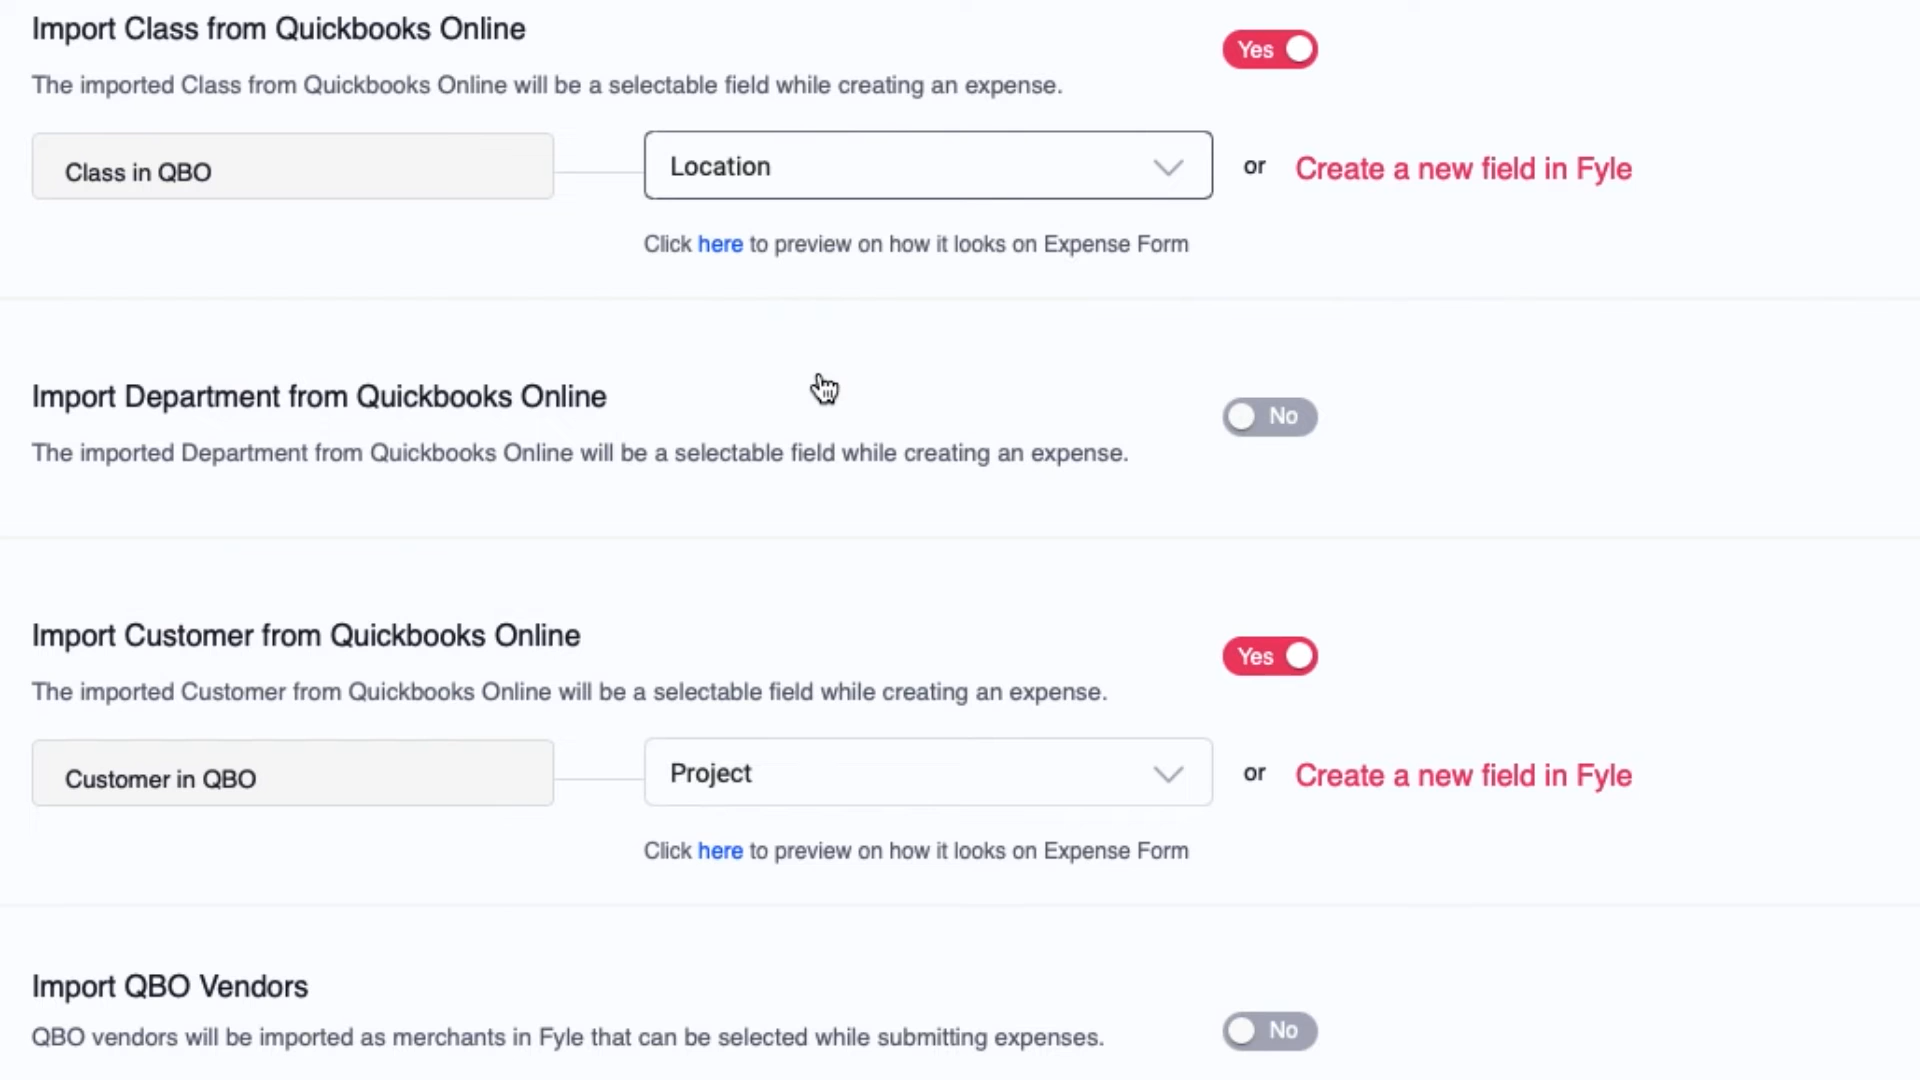 Import Class from Quickbooks Online
Yes
The imported Class from Quickbooks Online will be a selectable field while creating an expense.
Class in QBO
Location
or
Create a new field in Fyle
Click here to preview on how it looks on Expense Form
Import Department from Quickbooks Online
No
The imported Department from Quickbooks Online will be a selectable field while creating an expense.
Import Customer from Quickbooks Online
Yes
The imported Customer from Quickbooks Online will be a selectable field while creating an expense.
Customer in QBO
Project
or
Create a new field in Fyle
Click here to preview on how it looks on Expense Form
Import QBO Vendors
No
QBO vendors will be imported as merchants in Fyle that can be selected while submitting expenses.